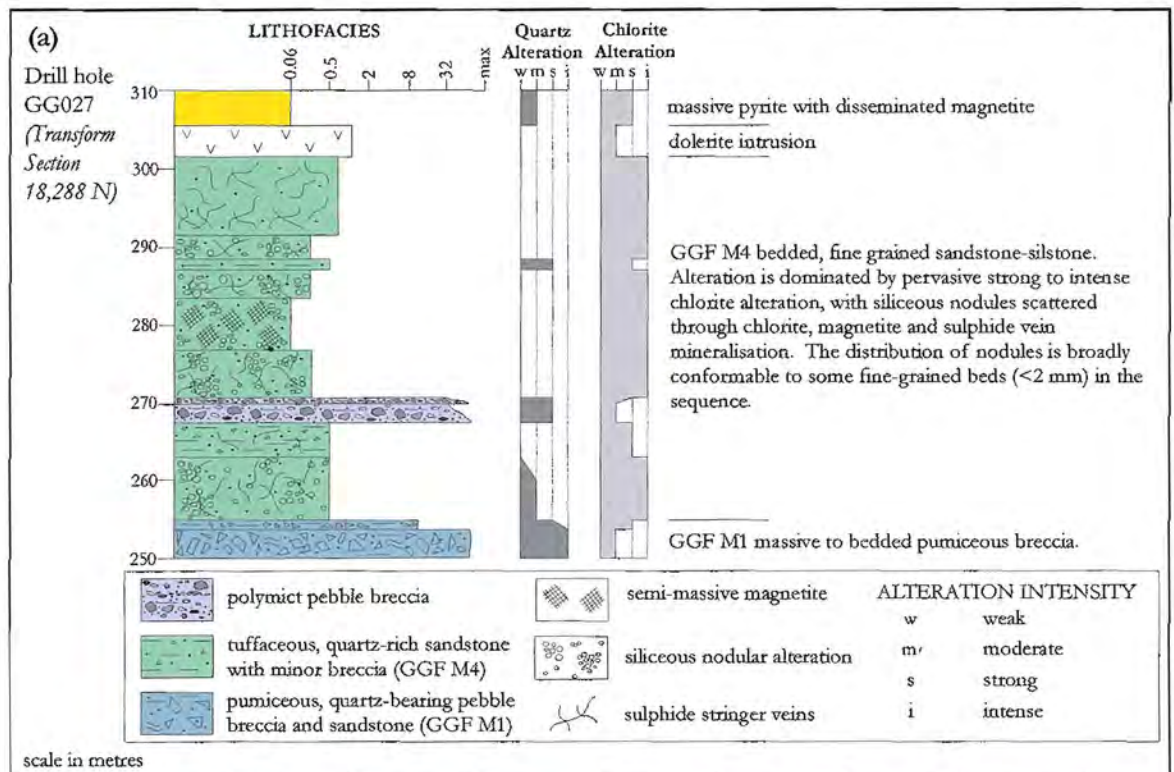 (a)
LITHOFACIES
Quartz Alteration
Chlorite Alteration
0.06
0.5
2
8
32
max
w m s i
w m s i
Drill hole
GG027
(Transform
Section
18,288 N)
310
300
290
280
270
260
250
massive pyrite with disseminated magnetite
dolerite intrusion
GGF M4 bedded, fine grained sandstone-silstone.
Alteration is dominated by pervasive strong to intense
chlorite alteration, with siliceous nodules scattered
through chlorite, magnetite and sulphide vein
mineralisation. The distribution of nodules is broadly
conformable to some fine-grained beds (<2 mm) in the
sequence.
GGF M1 massive to bedded pumiceous breccia.
polymict pebble breccia
tuffaceous, quartz-rich sandstone
with minor breccia (GGF M4)
pumiceous, quartz-bearing pebble
breccia and sandstone (GGF M1)
semi-massive magnetite
siliceous nodular alteration
sulphide stringer veins
ALTERATION INTENSITY
w weak
m moderate
s strong
i intense
scale in metres